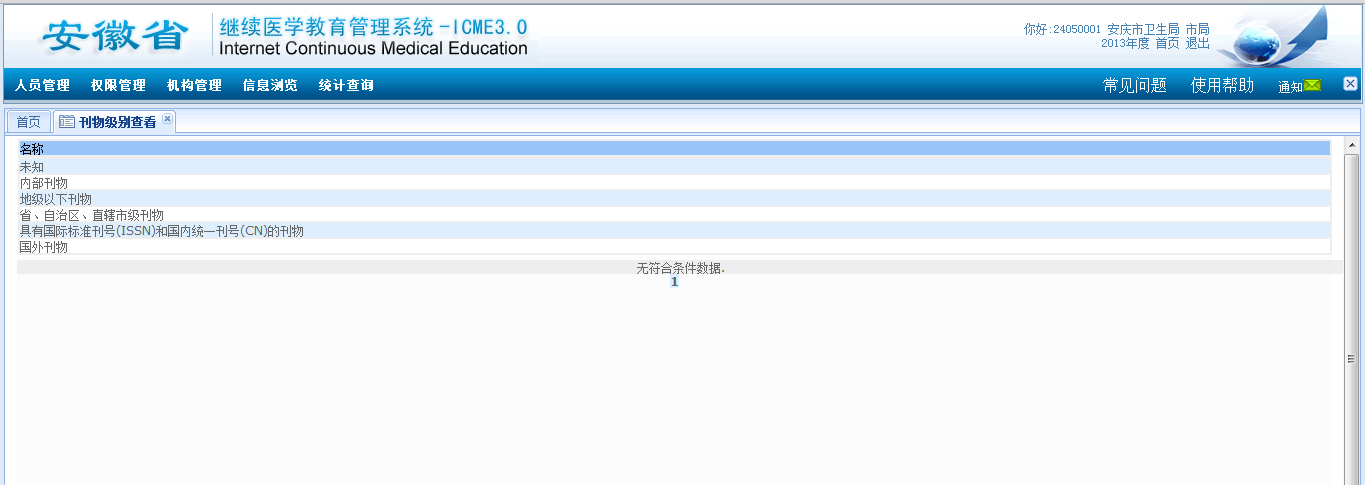 安徽省
继续医学教育管理系统-ICME3.0
Internet Continuous Medical Education
你好:24050001 安庆市卫生局 市局
2013年度 首页 退出
人员管理 权限管理 机构管理 信息浏览 统计查询 常见问题 使用帮助 通知
首页 刊物级别查看
名称
未知
内部刊物
地级以下刊物
省、自治区、直辖市级刊物
具有国际标准刊号(ISSN)和国内统一刊号(CN)的刊物
国外刊物
无符合条件数据.
1